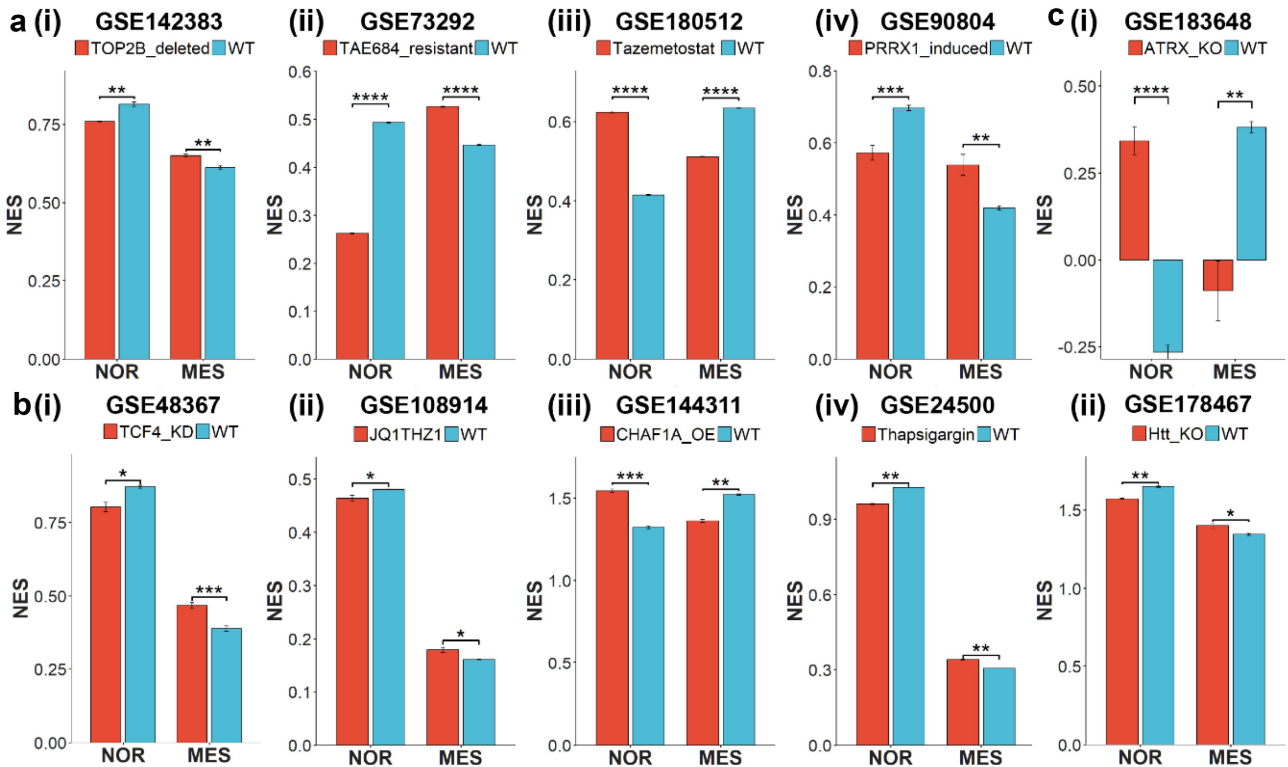 a (i) GSE142383
TOP2B_deleted WT
NES
0.75
0.50
0.25
0.00
**
**
NOR MES
(ii) GSE73292
TAE684_resistant WT
NES
0.6
0.5
0.4
0.3
0.2
0.1
0.0
****
****
NOR MES
(iii) GSE180512
Tazemetostat WT
NES
0.6
0.4
0.2
0.0
****
****
NOR MES
(iv) GSE90804
PRRX1_induced WT
NES
0.8
0.6
0.4
0.2
0.0
***
**
NOR MES
c (i) GSE183648
ATRX_KO WT
NES
0.50
0.25
0.00
-0.25
****
**
NOR MES
b (i) GSE48367
TCF4_KD WT
NES
0.75
0.50
0.25
0.00
*
***
NOR MES
(ii) GSE108914
JQ1THZ1 WT
NES
0.5
0.4
0.3
0.2
0.1
0.0
*
*
NOR MES
(iii) GSE144311
CHAF1A_OE WT
NES
1.5
1.0
0.5
0.0
***
**
NOR MES
(iv) GSE24500
Thapsigargin WT
NES
0.9
0.6
0.3
0.0
**
**
NOR MES
(ii) GSE178467
Htt_KO WT
NES
1.5
1.0
0.5
0.0
**
*
NOR MES